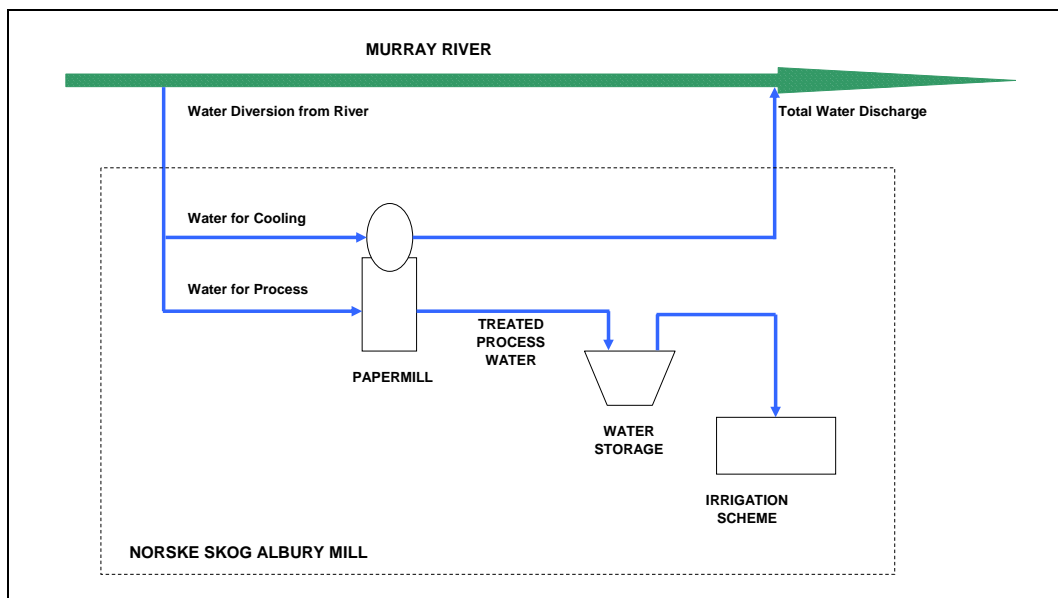 MURRAY RIVER
Water Diversion from River
Total Water Discharge
Water for Cooling
Water for Process
TREATED
PROCESS
WATER
PAPERMILL
WATER
STORAGE
IRRIGATION
SCHEME
NORSKE SKOG ALBURY MILL